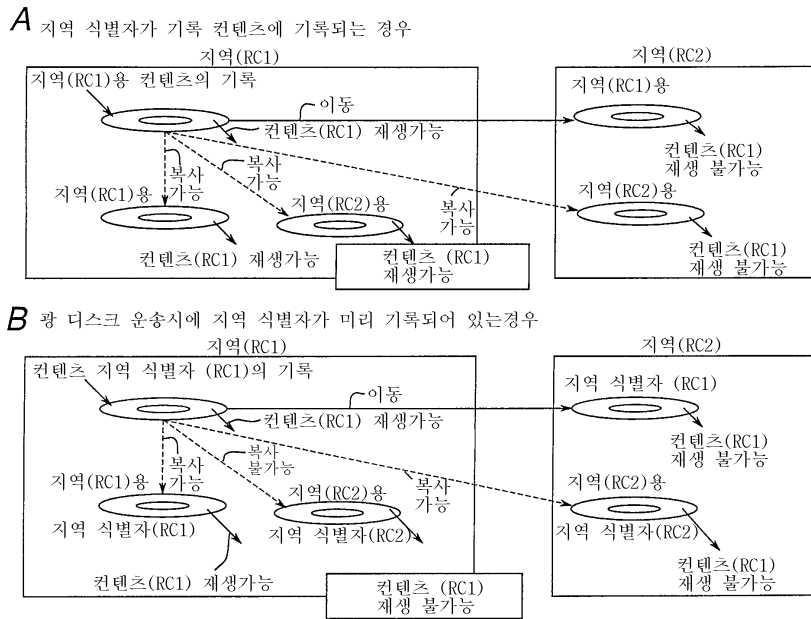 A 지역 식별자가 기록 컨텐츠에 기록되는 경우
지역(RC1)
지역(RC2)
지역(RC1)용 컨텐츠의 기록
지역(RC1)용
이동
컨텐츠(RC1) 재생가능
컨텐츠(RC1)
재생 불가능
복사
가능
복사
가능
복사
가능
지역(RC1)용
지역(RC2)용
지역(RC2)용
컨텐츠(RC1) 재생가능
컨텐츠 (RC1)
재생가능
컨텐츠(RC1)
재생 불가능
B 광 디스크 운송시에 지역 식별자가 미리 기록되어 있는경우
지역(RC1)
지역(RC2)
컨텐츠 지역 식별자 (RC1)의 기록
지역 식별자 (RC1)
이동
컨텐츠(RC1) 재생가능
컨텐츠(RC1)
재생 불가능
복사
가능
복사
불가능
복사
가능
지역(RC1)용
지역(RC2)용
지역(RC2)용
지역 식별자(RC1)
지역 식별자(RC2)
지역 식별자(RC2)
컨텐츠(RC1) 재생가능
컨텐츠 (RC1)
재생 불가능
컨텐츠(RC1)
재생 불가능